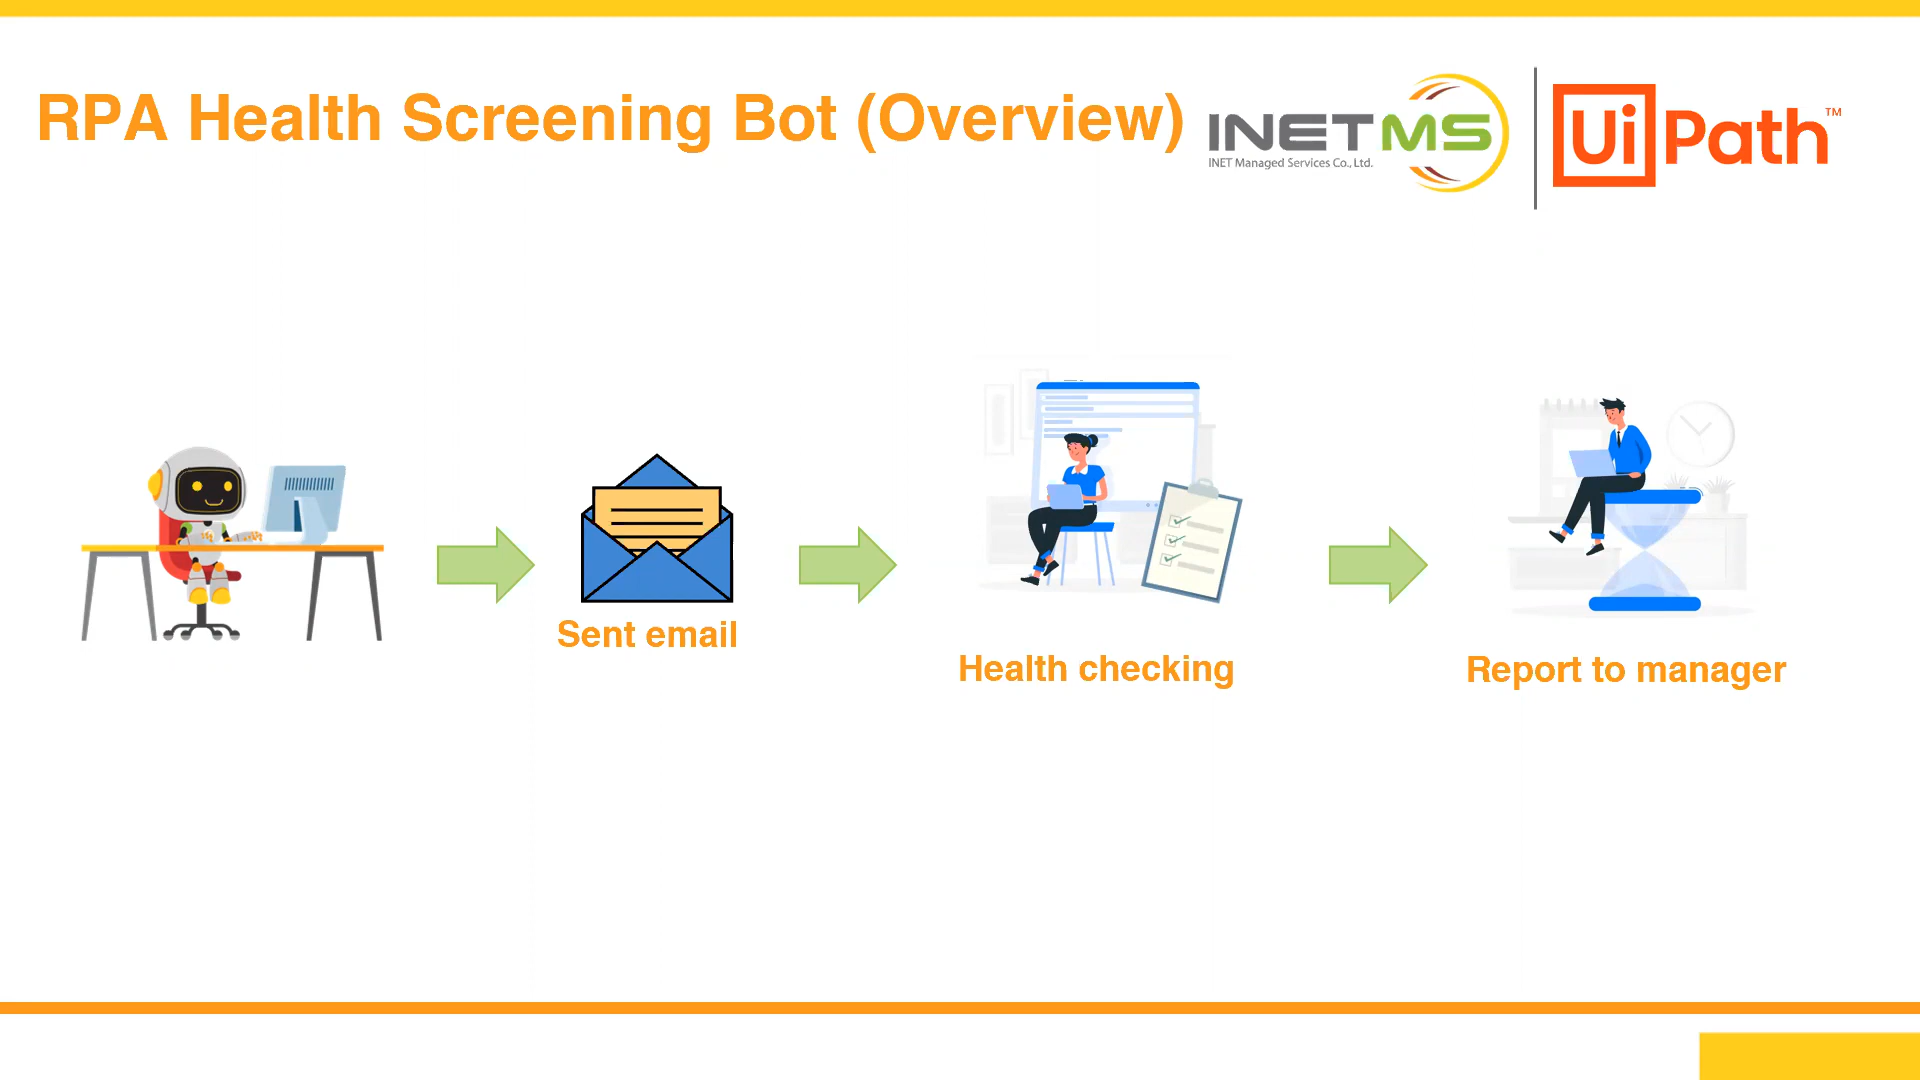 RPA Health Screening Bot (Overview)
INETMS
INET Managed Services Co., Ltd.
UiPath™
Sent email
Health checking
Report to manager